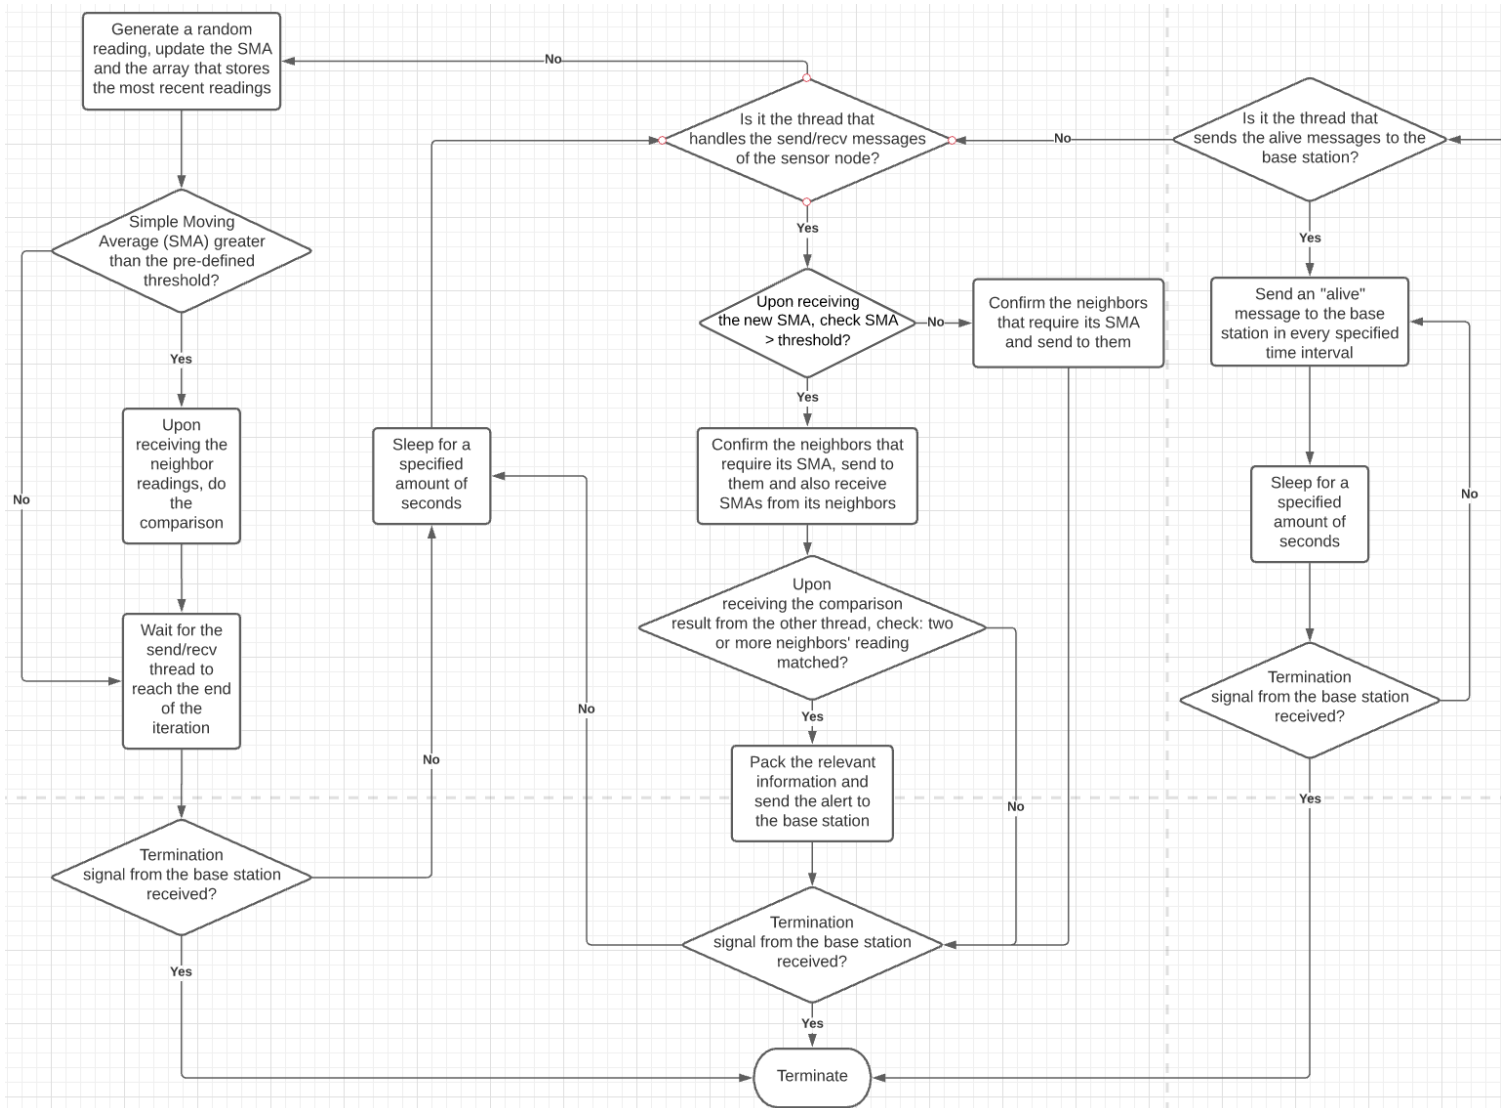 Generate a random
reading, update the SMA
and the array that stores
the most recent readings
No
Is it the thread that
handles the send/recv messages
of the sensor node?
No
Is it the thread that
sends the alive messages to the
base station?
Simple Moving
Average (SMA) greater
than the pre-defined
threshold?
Yes
Yes
Upon receiving
the new SMA, check SMA
> threshold?
No
Confirm the neighbors
that require its SMA
and send to them
Send an "alive"
message to the base
station in every specified
time interval
Yes
Yes
Upon
receiving the
neighbor
readings, do
the
comparison
No
Sleep for a
specified
amount of
seconds
Confirm the neighbors that
require its SMA, send to
them and also receive
SMAs from its neighbors
Sleep for a
specified
amount of
seconds
No
Wait for the
send/recv
thread to
reach the end
of the
iteration
Upon
receiving the comparison
result from the other thread, check: two
or more neighbors' reading
matched?
Termination
signal from the base station
received?
No
Yes
No
Pack the relevant
information and
send the alert to
the base station
No
Yes
Termination
signal from the base station
received?
Termination
signal from the base station
received?
Yes
Yes
Terminate